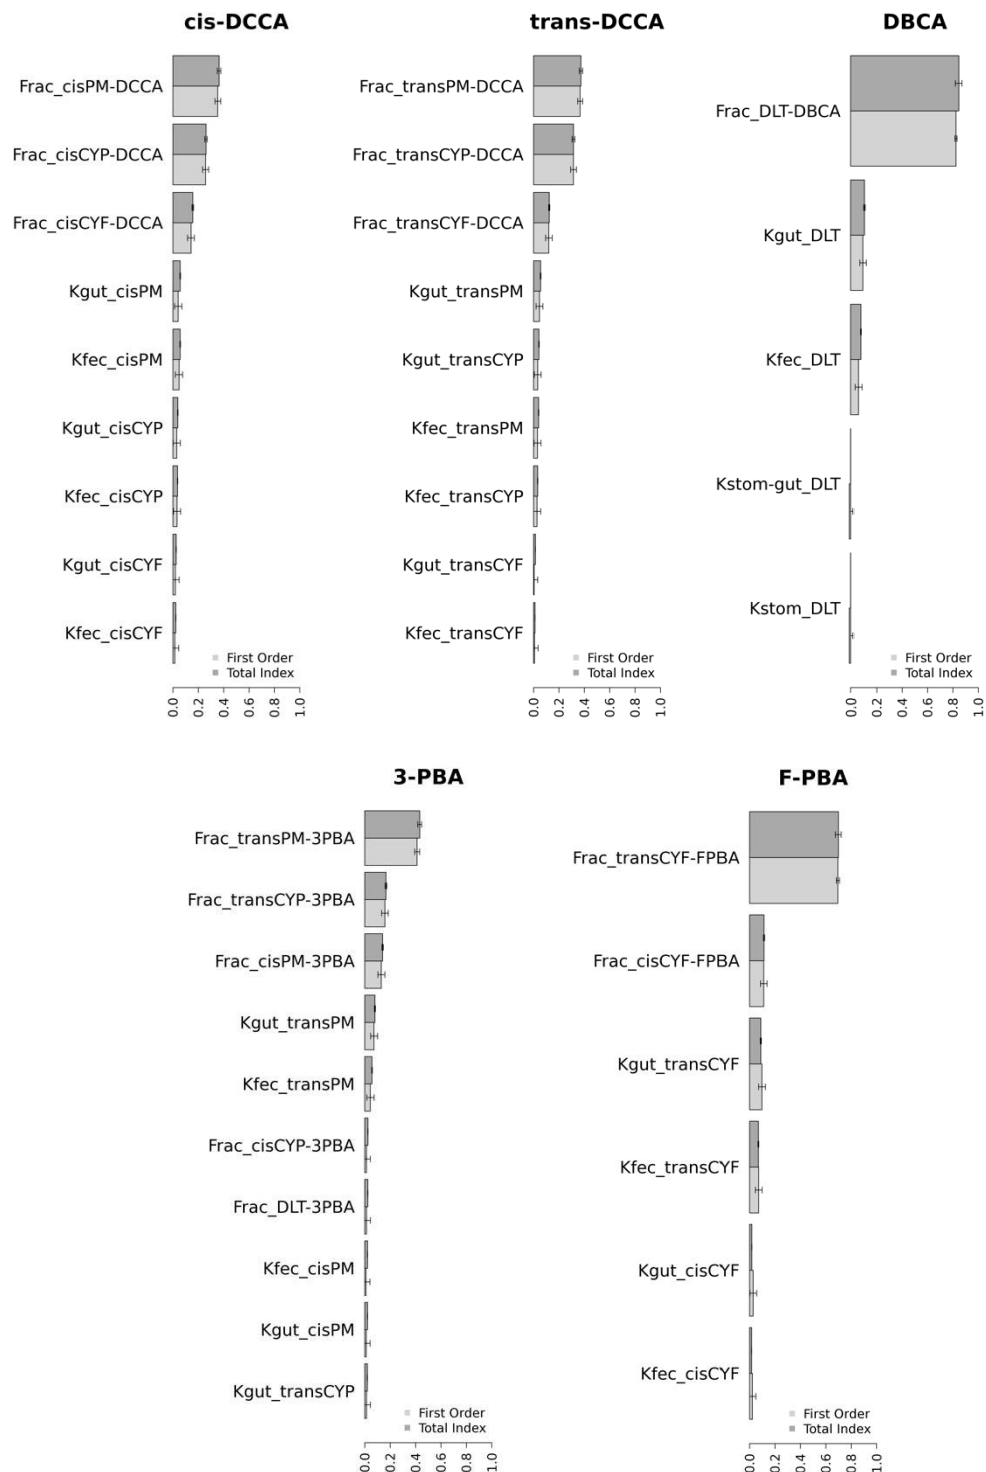 cis-DCCA
Frac_cisPM-DCCA
Frac_cisCYP-DCCA
Frac_cisCYF-DCCA
Kgut_cisPM
Kfec_cisPM
Kgut_cisCYP
Kfec_cisCYP
Kgut_cisCYF
Kfec_cisCYF
First Order
Total Index
0.0 0.2 0.4 0.6 0.8 1.0
trans-DCCA
Frac_transPM-DCCA
Frac_transCYP-DCCA
Frac_transCYF-DCCA
Kgut_transPM
Kgut_transCYP
Kfec_transPM
Kfec_transCYP
Kgut_transCYF
Kfec_transCYF
First Order
Total Index
0.0 0.2 0.4 0.6 0.8 1.0
DBCA
Frac_DLT-DBCA
Kgut_DLT
Kfec_DLT
Kstom-gut_DLT
Kstom_DLT
First Order
Total Index
0.0 0.2 0.4 0.6 0.8 1.0
3-PBA
Frac_transPM-3PBA
Frac_transCYP-3PBA
Frac_cisPM-3PBA
Kgut_transPM
Kfec_transPM
Frac_cisCYP-3PBA
Frac_DLT-3PBA
Kfec_cisPM
Kgut_cisPM
Kgut_transCYP
First Order
Total Index
0.0 0.2 0.4 0.6 0.8 1.0
F-PBA
Frac_transCYF-FPBA
Frac_cisCYF-FPBA
Kgut_transCYF
Kfec_transCYF
Kgut_cisCYF
Kfec_cisCYF
First Order
Total Index
0.0 0.2 0.4 0.6 0.8 1.0